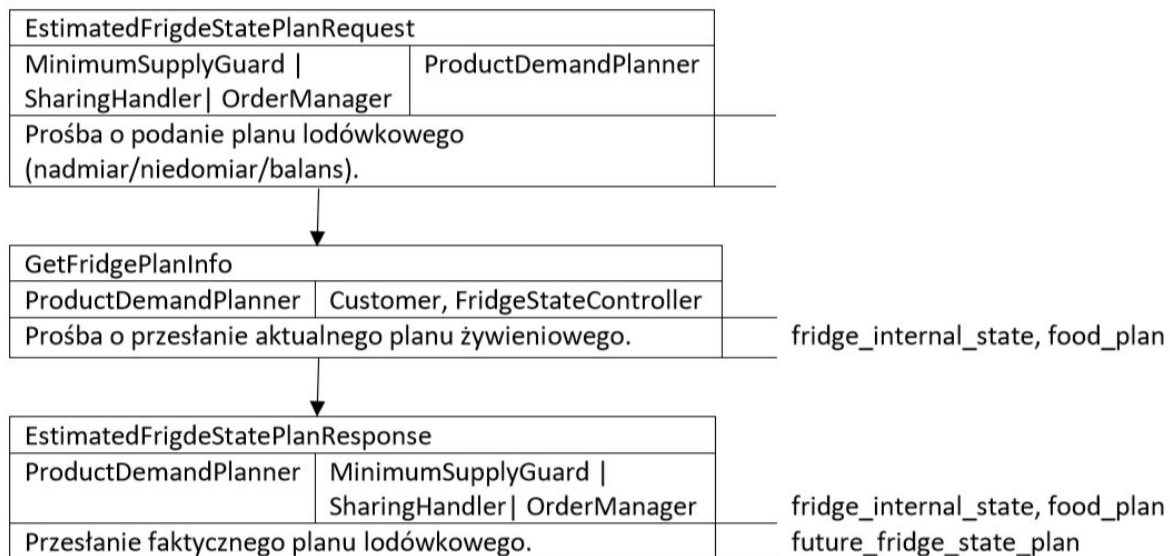 EstimatedFrigdeStatePlanRequest
MinimumSupplyGuard |
SharingHandler| OrderManager
ProductDemandPlanner
Prośba o podanie planu lodówkowego
(nadmiar/niedomiar/balans).
GetFridgePlanInfo
ProductDemandPlanner
Customer, FridgeStateController
Prośba o przesłanie aktualnego planu żywieniowego.
fridge_internal_state, food_plan
EstimatedFrigdeStatePlanResponse
ProductDemandPlanner
MinimumSupplyGuard |
SharingHandler| OrderManager
fridge_internal_state, food_plan
Przesłanie faktycznego planu lodówkowego.
future_fridge_state_plan